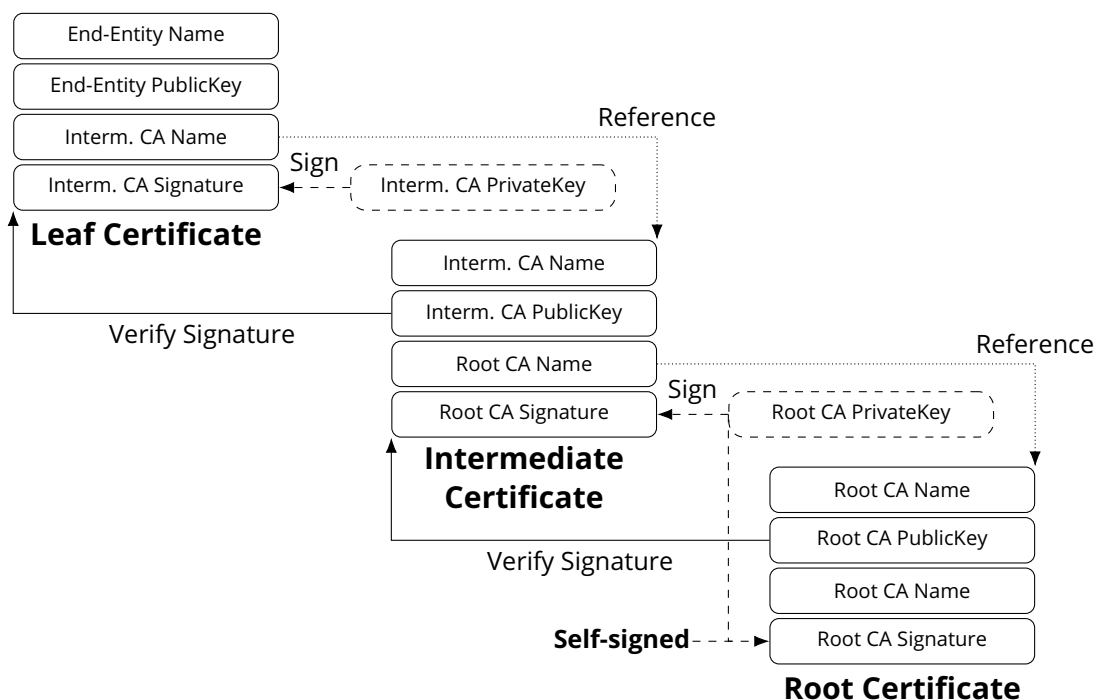 End-Entity Name
End-Entity PublicKey
Interm. CA Name
Reference
Sign
Interm. CA Signature
Interm. CA PrivateKey
Leaf Certificate
Interm. CA Name
Interm. CA PublicKey
Verify Signature
Reference
Root CA Name
Sign
Root CA Signature
Root CA PrivateKey
Intermediate
Certificate
Root CA Name
Root CA PublicKey
Verify Signature
Root CA Name
Self-signed
Root CA Signature
Root Certificate